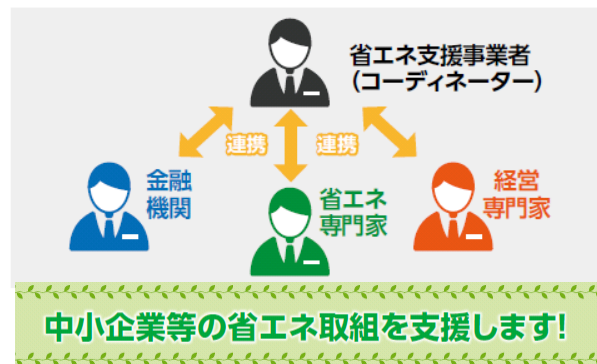 省エネ支援事業者
(コーディネーター)
連携 連携
金融
機関
省エネ
専門家
経営
専門家
中小企業等の省エネ取組を支援します!